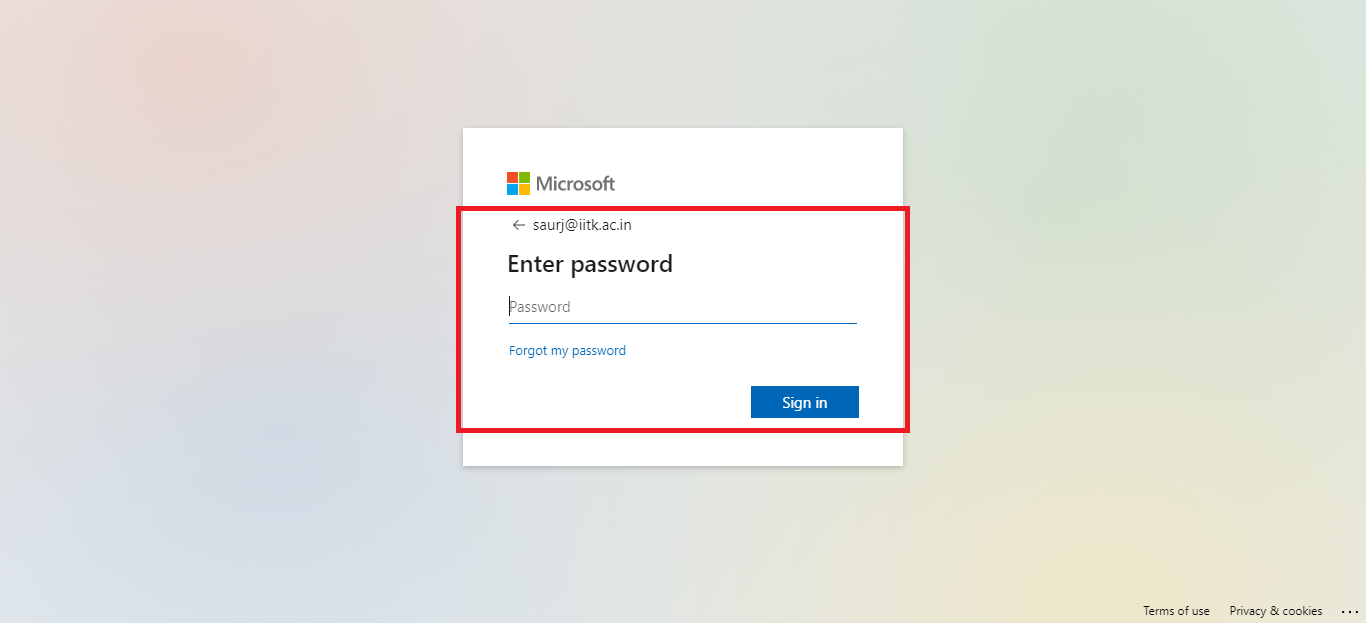 Microsoft
← saurj@iitk.ac.in
Enter password
Password
Forgot my password
Sign in
Terms of use Privacy & cookies ...